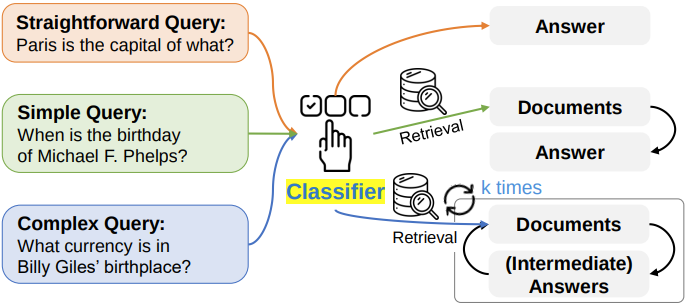 Straightforward Query:
Paris is the capital of what?
Simple Query:
When is the birthday
of Michael F. Phelps?
Complex Query:
What currency is in
Billy Giles' birthplace?
Classifier
Answer
Retrieval
Documents
Answer
Retrieval
k times
Documents
(Intermediate)
Answers